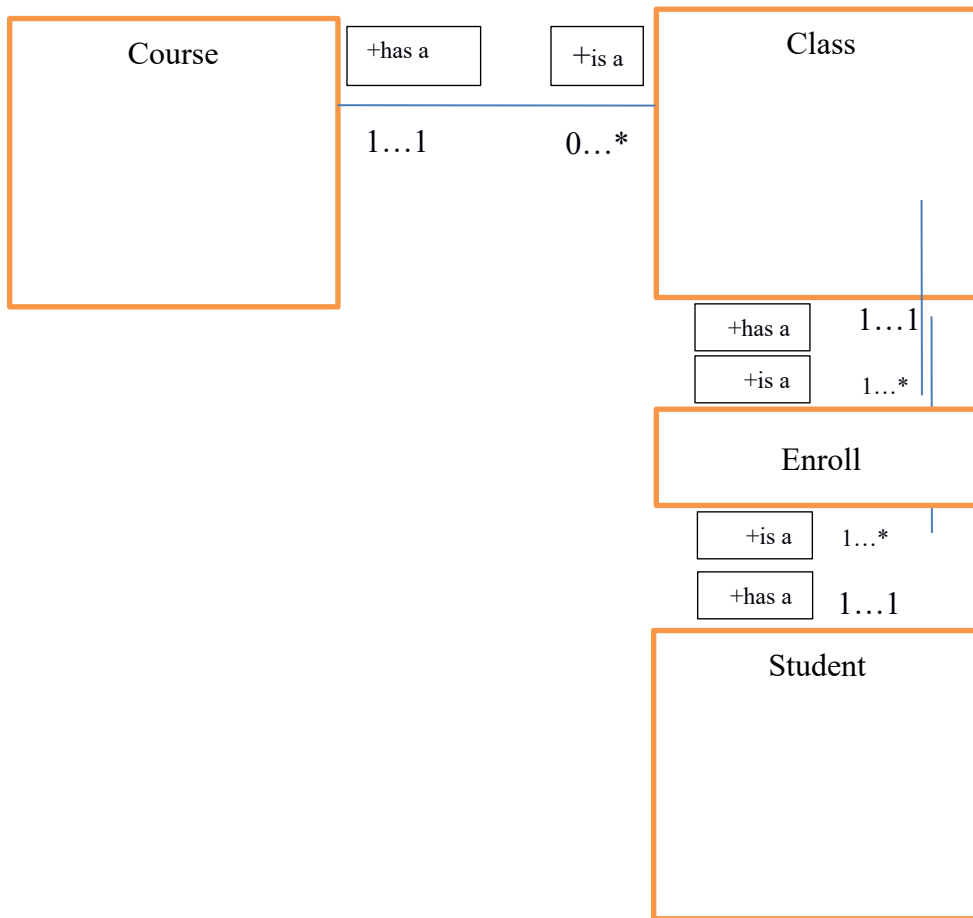 Course
+has a
+is a
Class
1…1
0…*
+has a
1…1
+is a
1…*
Enroll
+is a
1…*
+has a
1…1
Student